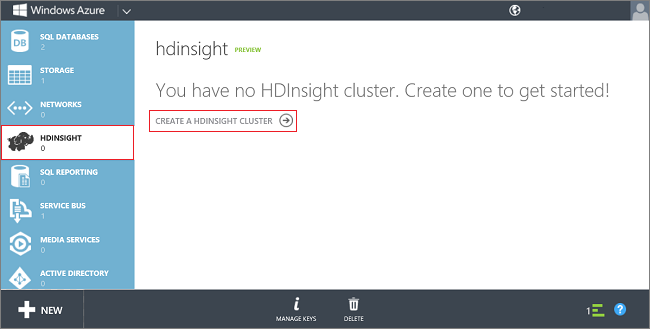 Windows Azure
DB
SQL DATABASES
2
STORAGE
1
NETWORKS
0
HDINSIGHT
0
SQL REPORTING
0
SERVICE BUS
1
MEDIA SERVICES
0
ACTIVE DIRECTORY
hdinsight PREVIEW
You have no HDInsight cluster. Create one to get started!
CREATE A HDINSIGHT CLUSTER
NEW
i
MANAGE KEYS
DELETE
1
?